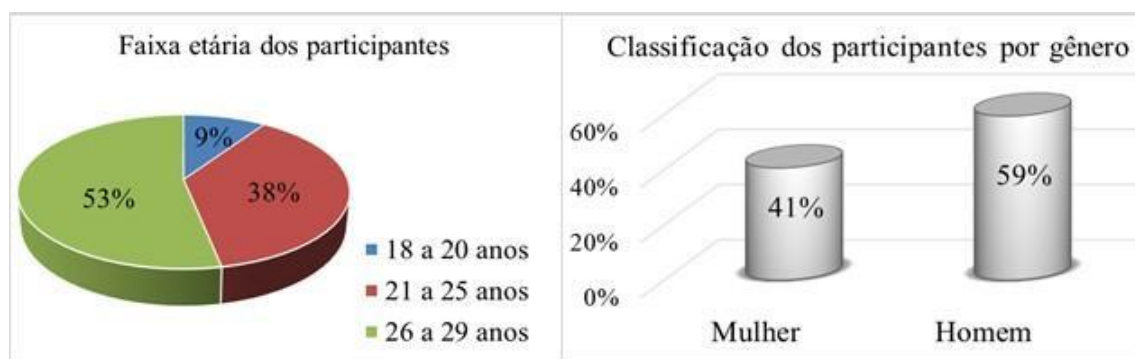 Faixa etária dos participantes
9%
38%
53%
18 a 20 anos
21 a 25 anos
26 a 29 anos
Classificação dos participantes por gênero
60%
40%
20%
0%
41%
59%
Mulher
Homem